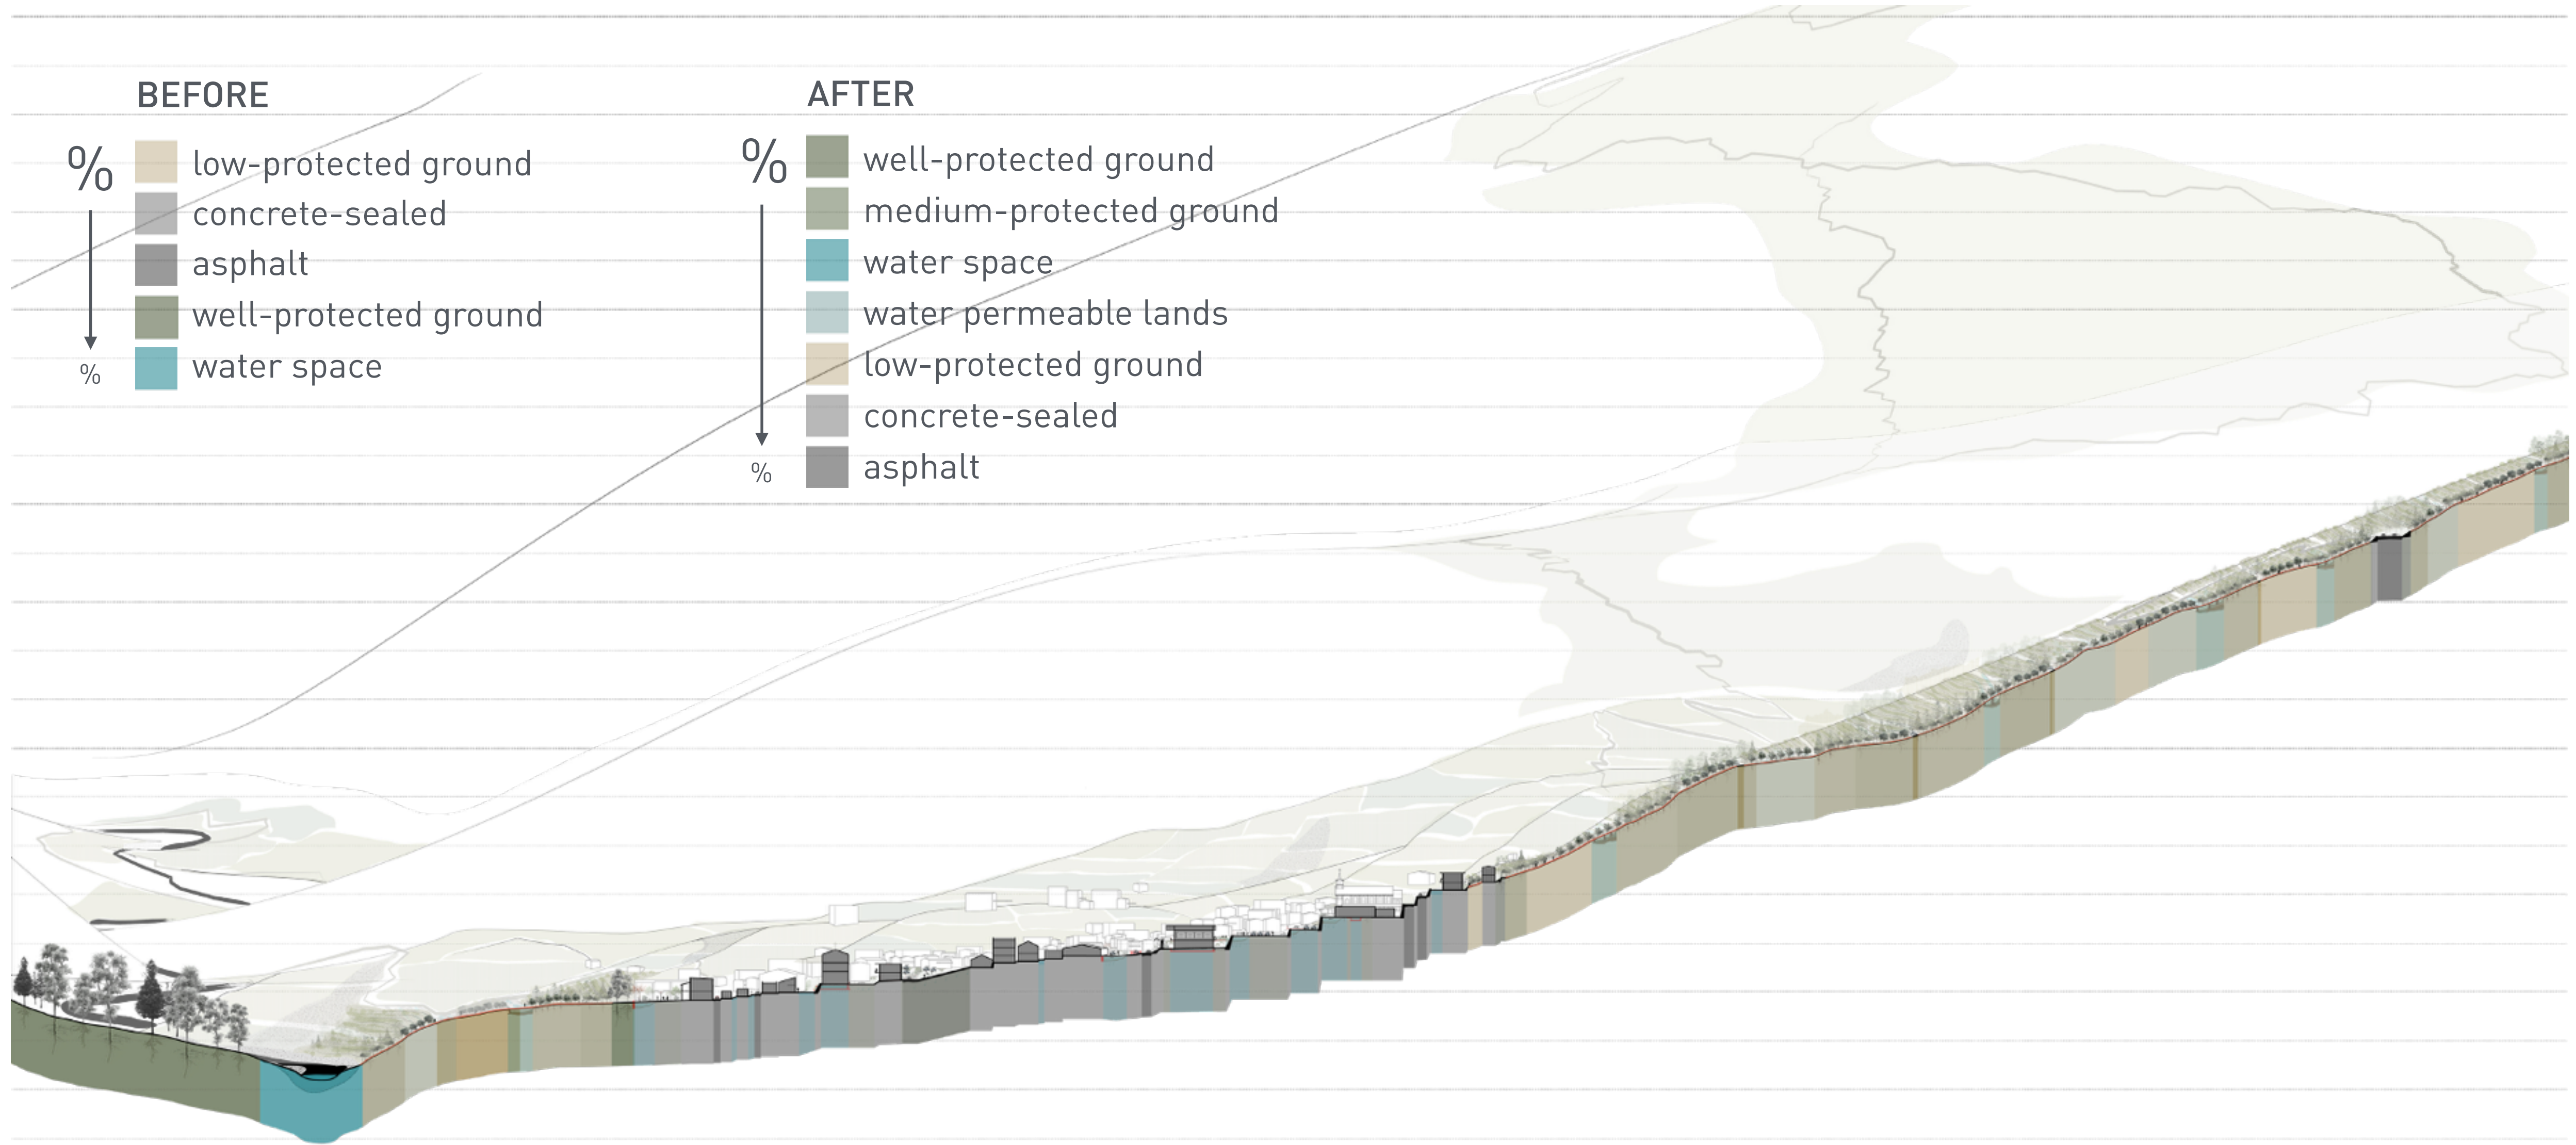 BEFORE
%
low-protected ground
concrete-sealed
asphalt
well-protected ground
water space
%
AFTER
%
well-protected ground
medium-protected ground
water space
water permeable lands
low-protected ground
concrete-sealed
asphalt
%